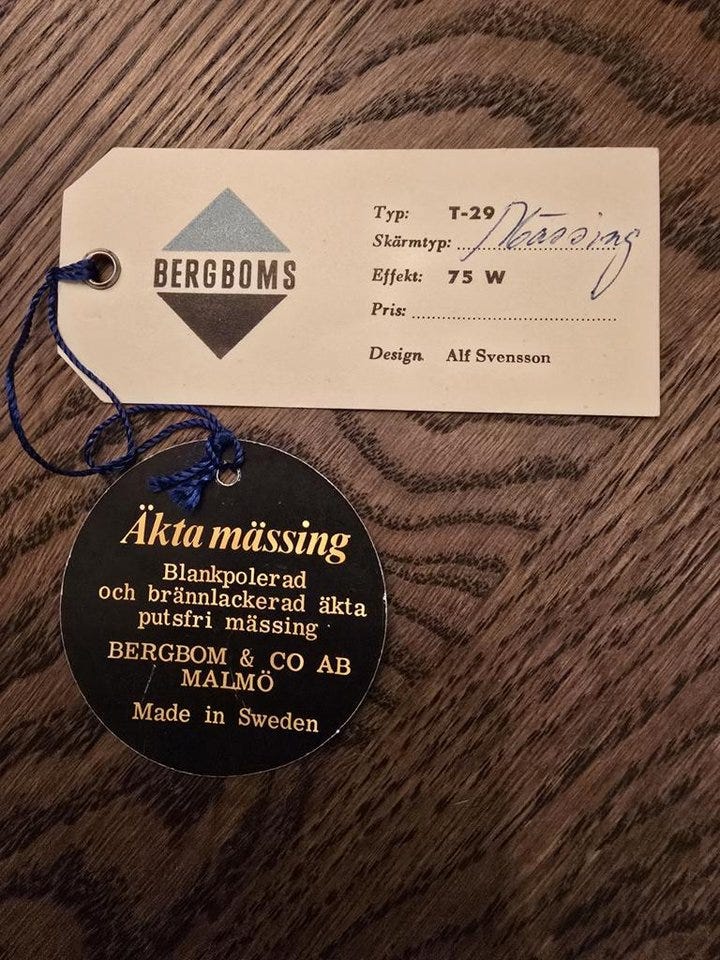 BERGBOMS
Typ: T-29
Skärmtyp: Mässing
Effekt: 75 W
Pris:
Design Alf Svensson
Äkta mässing
Blankpolerad
och brännlackerad äkta
putsfri mässing
BERGBOM & CO AB
MALMÖ
Made in Sweden